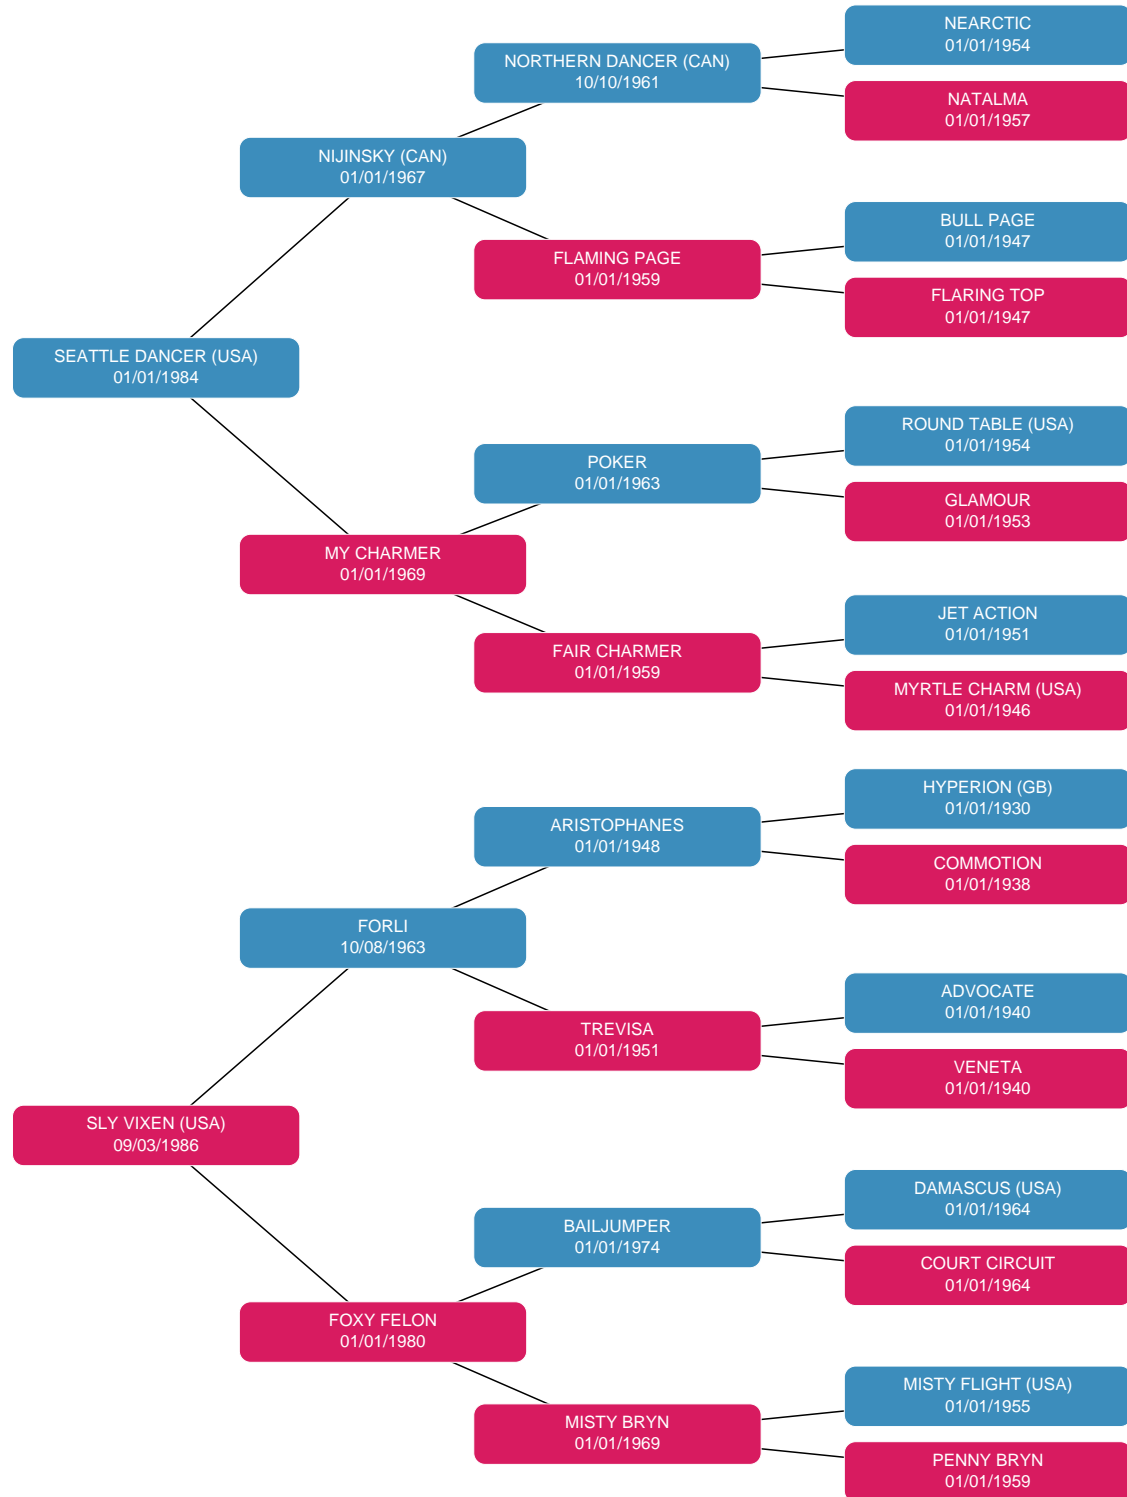 NEARCTIC
01/01/1954
NORTHERN DANCER (CAN)
10/10/1961
NATALMA
01/01/1957
NIJINSKY (CAN)
01/01/1967
BULL PAGE
01/01/1947
FLAMING PAGE
01/01/1959
FLARING TOP
01/01/1947
SEATTLE DANCER (USA)
01/01/1984
ROUND TABLE (USA)
01/01/1954
POKER
01/01/1963
GLAMOUR
01/01/1953
MY CHARMER
01/01/1969
JET ACTION
01/01/1951
FAIR CHARMER
01/01/1959
MYRTLE CHARM (USA)
01/01/1946
HYPERION (GB)
01/01/1930
ARISTOPHANES
01/01/1948
COMMOTION
01/01/1938
FORLI
10/08/1963
ADVOCATE
01/01/1940
TREVISA
01/01/1951
VENETA
01/01/1940
SLY VIXEN (USA)
09/03/1986
DAMASCUS (USA)
01/01/1964
BAILJUMPER
01/01/1974
COURT CIRCUIT
01/01/1964
FOXY FELON
01/01/1980
MISTY FLIGHT (USA)
01/01/1955
MISTY BRYN
01/01/1969
PENNY BRYN
01/01/1959